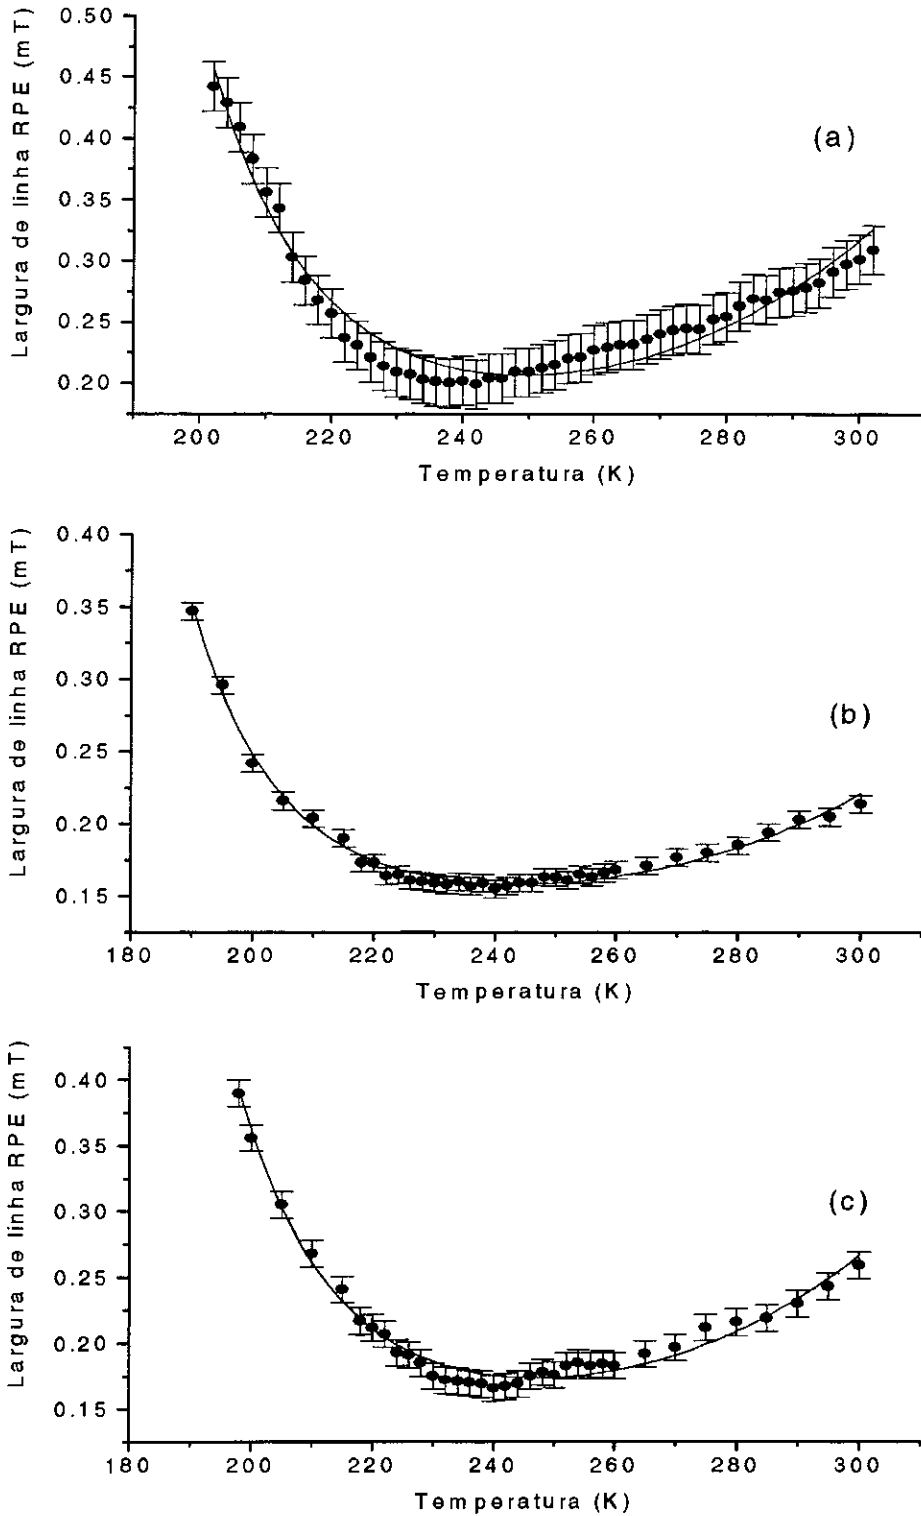 Largura de linha RPE (mT)
0.50
0.45
0.40
0.35
0.30
0.25
0.20
(a)
200 220 240 260 280 300
Temperatura (K)
Largura de linha RPE (mT)
0.40
0.35
0.30
0.25
0.20
0.15
(b)
180 200 220 240 260 280 300
Temperatura (K)
Largura de linha RPE (mT)
0.40
0.35
0.30
0.25
0.20
0.15
(c)
180 200 220 240 260 280 300
Temperatura (K)